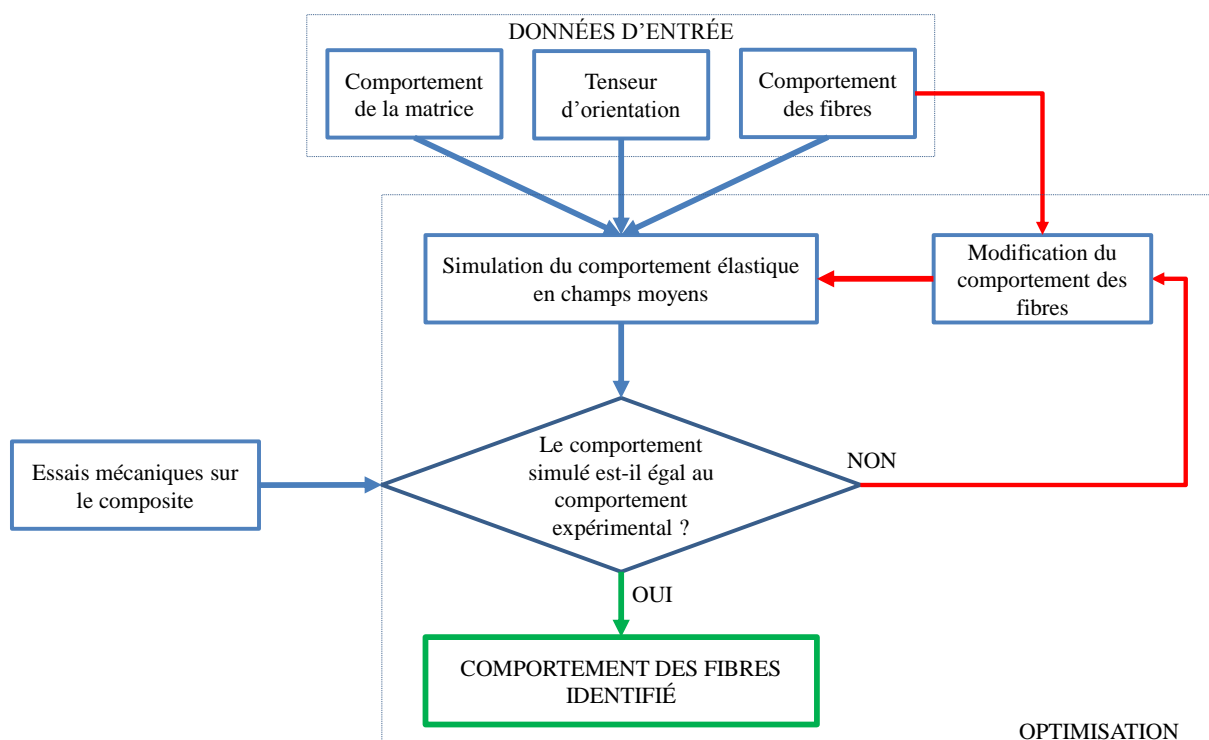 DONNÉES D'ENTRÉE
Comportement
de la matrice
Tenseur
d'orientation
Comportement
des fibres
Simulation du comportement élastique
en champs moyens
Modification du
comportement des
fibres
Essais mécaniques sur
le composite
Le comportement
simulé est-il égal au
comportement
expérimental ?
NON
OUI
COMPORTEMENT DES FIBRES
IDENTIFIÉ
OPTIMISATION